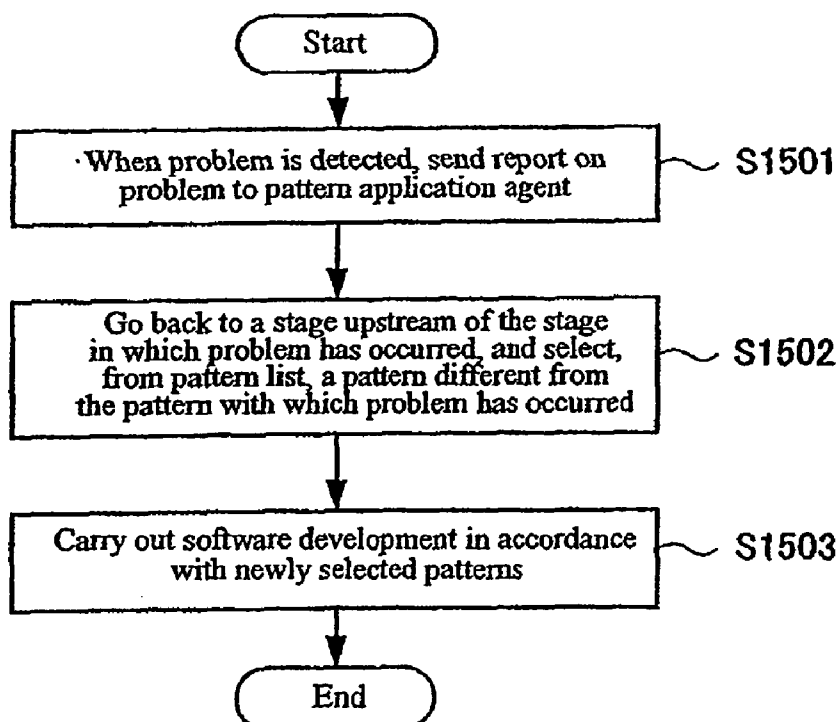 Start
When problem is detected, send report on
problem to pattern application agent
S1501
Go back to a stage upstream of the stage
in which problem has occurred, and select,
from pattern list, a pattern different from
the pattern with which problem has occurred
S1502
Carry out software development in accordance
with newly selected patterns
S1503
End